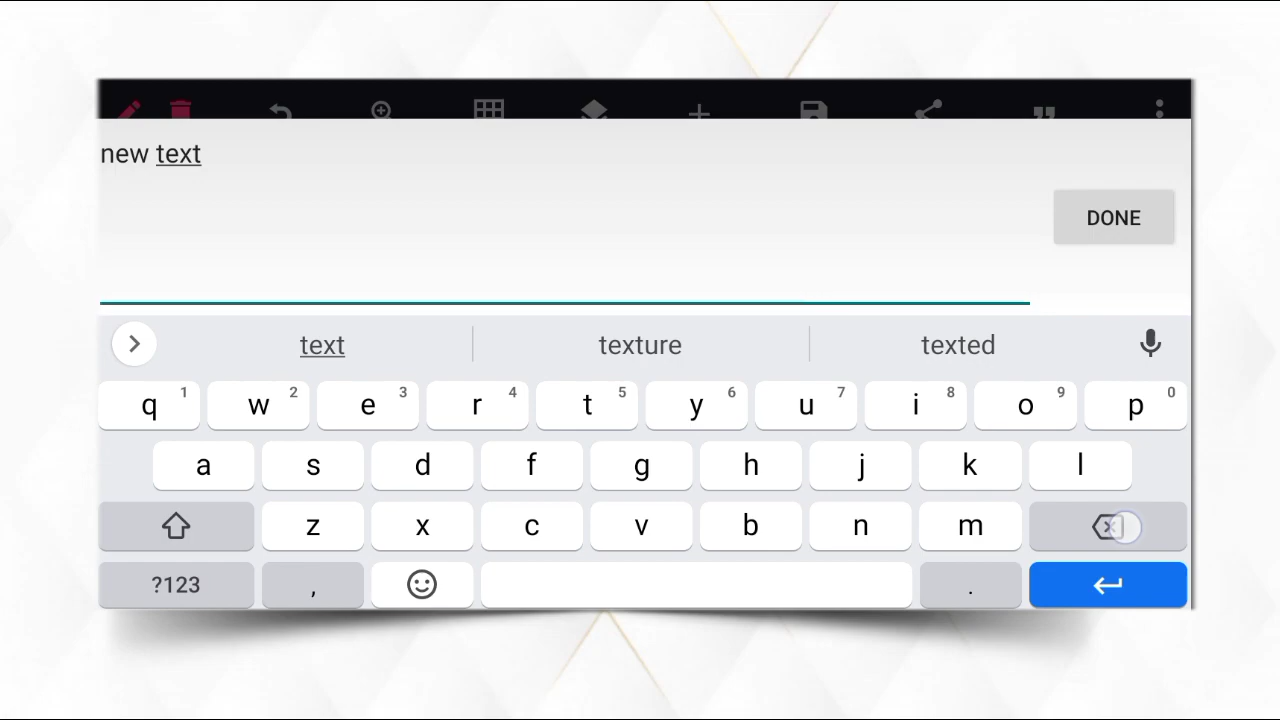 new text
DONE
text texture texted
q 1 w 2 e 3 r 4 t 5 y 6 u 7 i 8 o 9 p 0
a s d f g h j k l
z x c v b n m
?123 , .